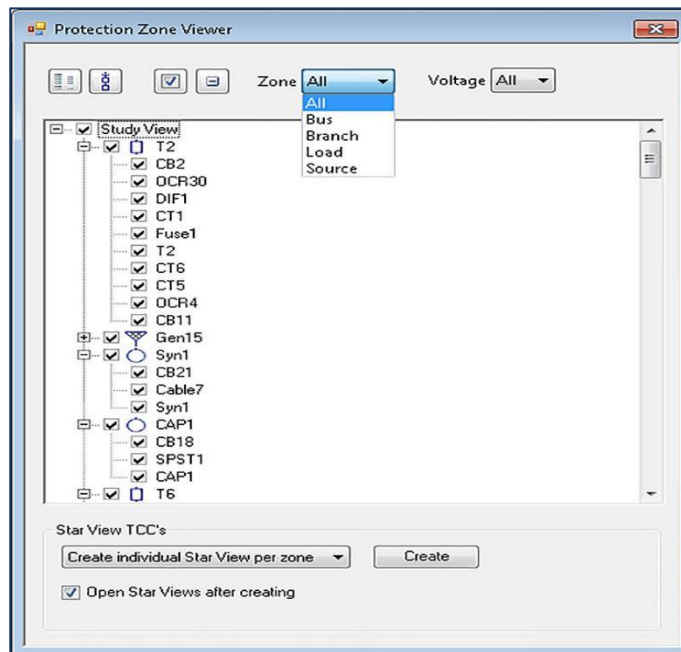 Protection Zone Viewer
Zone All Voltage All
All
Bus
Branch
Load
Source
Study View
T2
CB2
OCR30
DIF1
CT1
Fuse1
T2
CT6
CT5
OCR4
CB11
Gen15
Syn1
CB21
Cable7
Syn1
CAP1
CB18
SPST1
CAP1
T6
Star View TCC's
Create individual Star View per zone Create
Open Star Views after creating